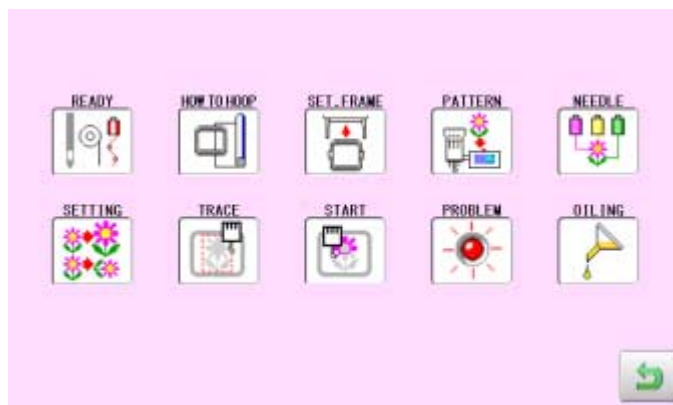 READY
HOW TO HOOP
SET.FRAME
PATTERN
NEEDLE
SETTING
TRACE
START
PROBLEM
OILING